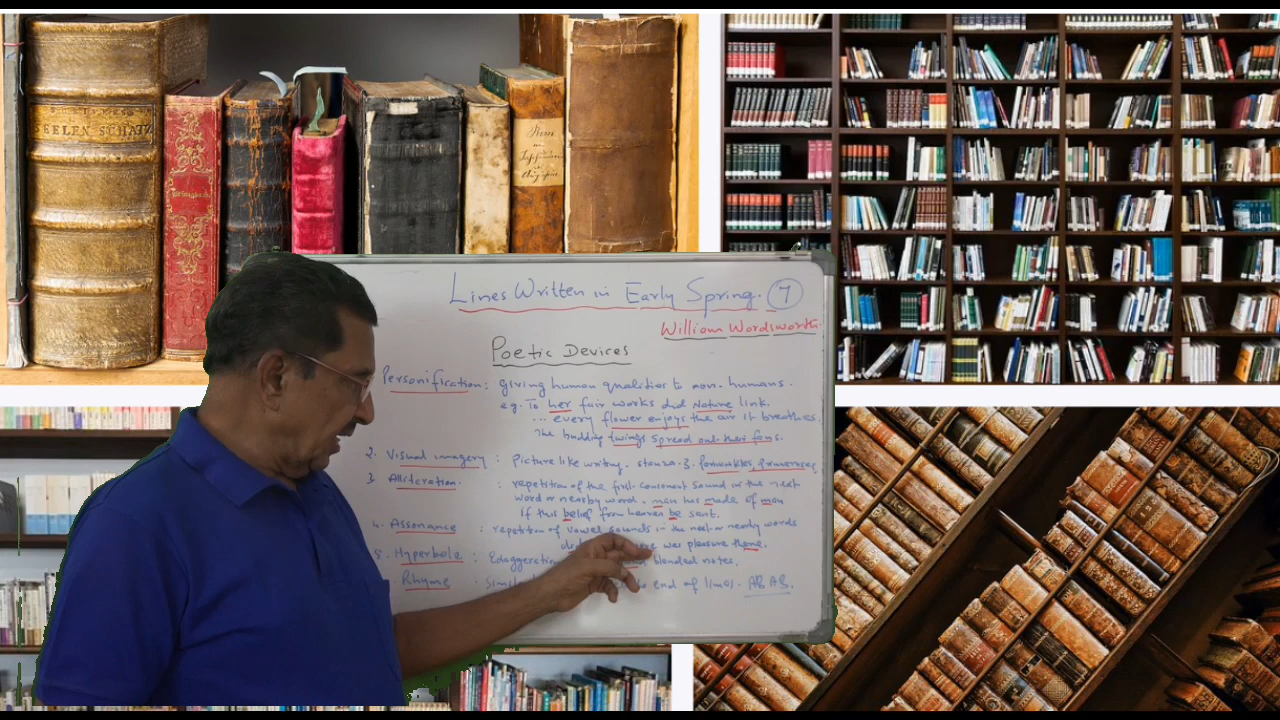 SEELEN SCHATZ
Lines Written in Early Spring. 7
William Wordsworth.
Poetic Devices
Personification: giving human qualities to non-humans.
eg. To her fair works did Nature link.
... every flower enjoys the air it breathes.
The budding twings spread out their fans.
2. Visual imagery: picture like writing. stanza 3.
3. Alliteration. : repetition of the first consonant sound in the next
word or nearby word. man has made of man
If this belief from heaven be sent.
4. Assonance : repetition of vowel sounds in the next or nearby words
was pleasure there.
5. Hyperbole : blended notes.
Rhyme : end of lines. ABAB.